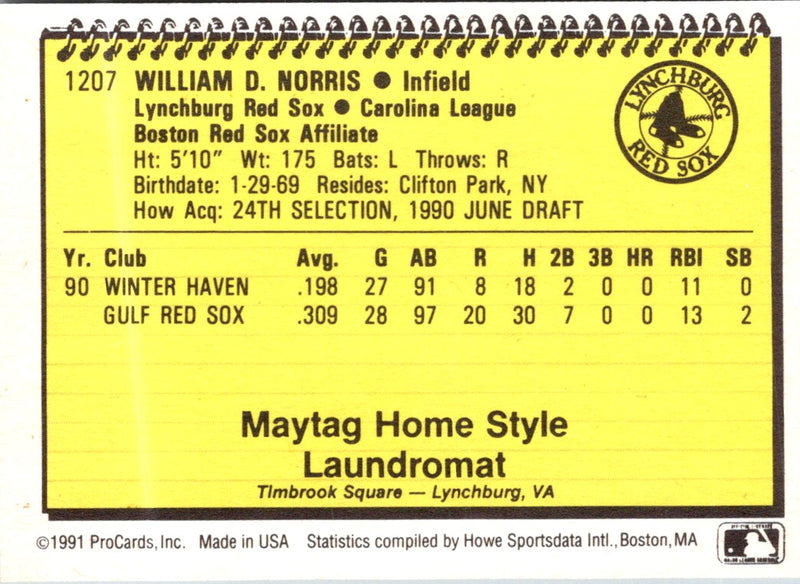 1207 WILLIAM D. NORRIS ● Infield
Lynchburg Red Sox ● Carolina League
Boston Red Sox Affiliate
Ht: 5'10" Wt: 175 Bats: L Throws: R
Birthdate: 1-29-69 Resides: Clifton Park, NY
How Acq: 24TH SELECTION, 1990 JUNE DRAFT
LYNCHBURG
RED SOX
Yr. Club Avg. G AB R H 2B 3B HR RBI SB
90 WINTER HAVEN .198 27 91 8 18 2 0 0 11 0
GULF RED SOX .309 28 97 20 30 7 0 0 13 2
Maytag Home Style
Laundromat
Timbrook Square — Lynchburg, VA
©1991 ProCards, Inc. Made in USA Statistics compiled by Howe Sportsdata Intl., Boston, MA